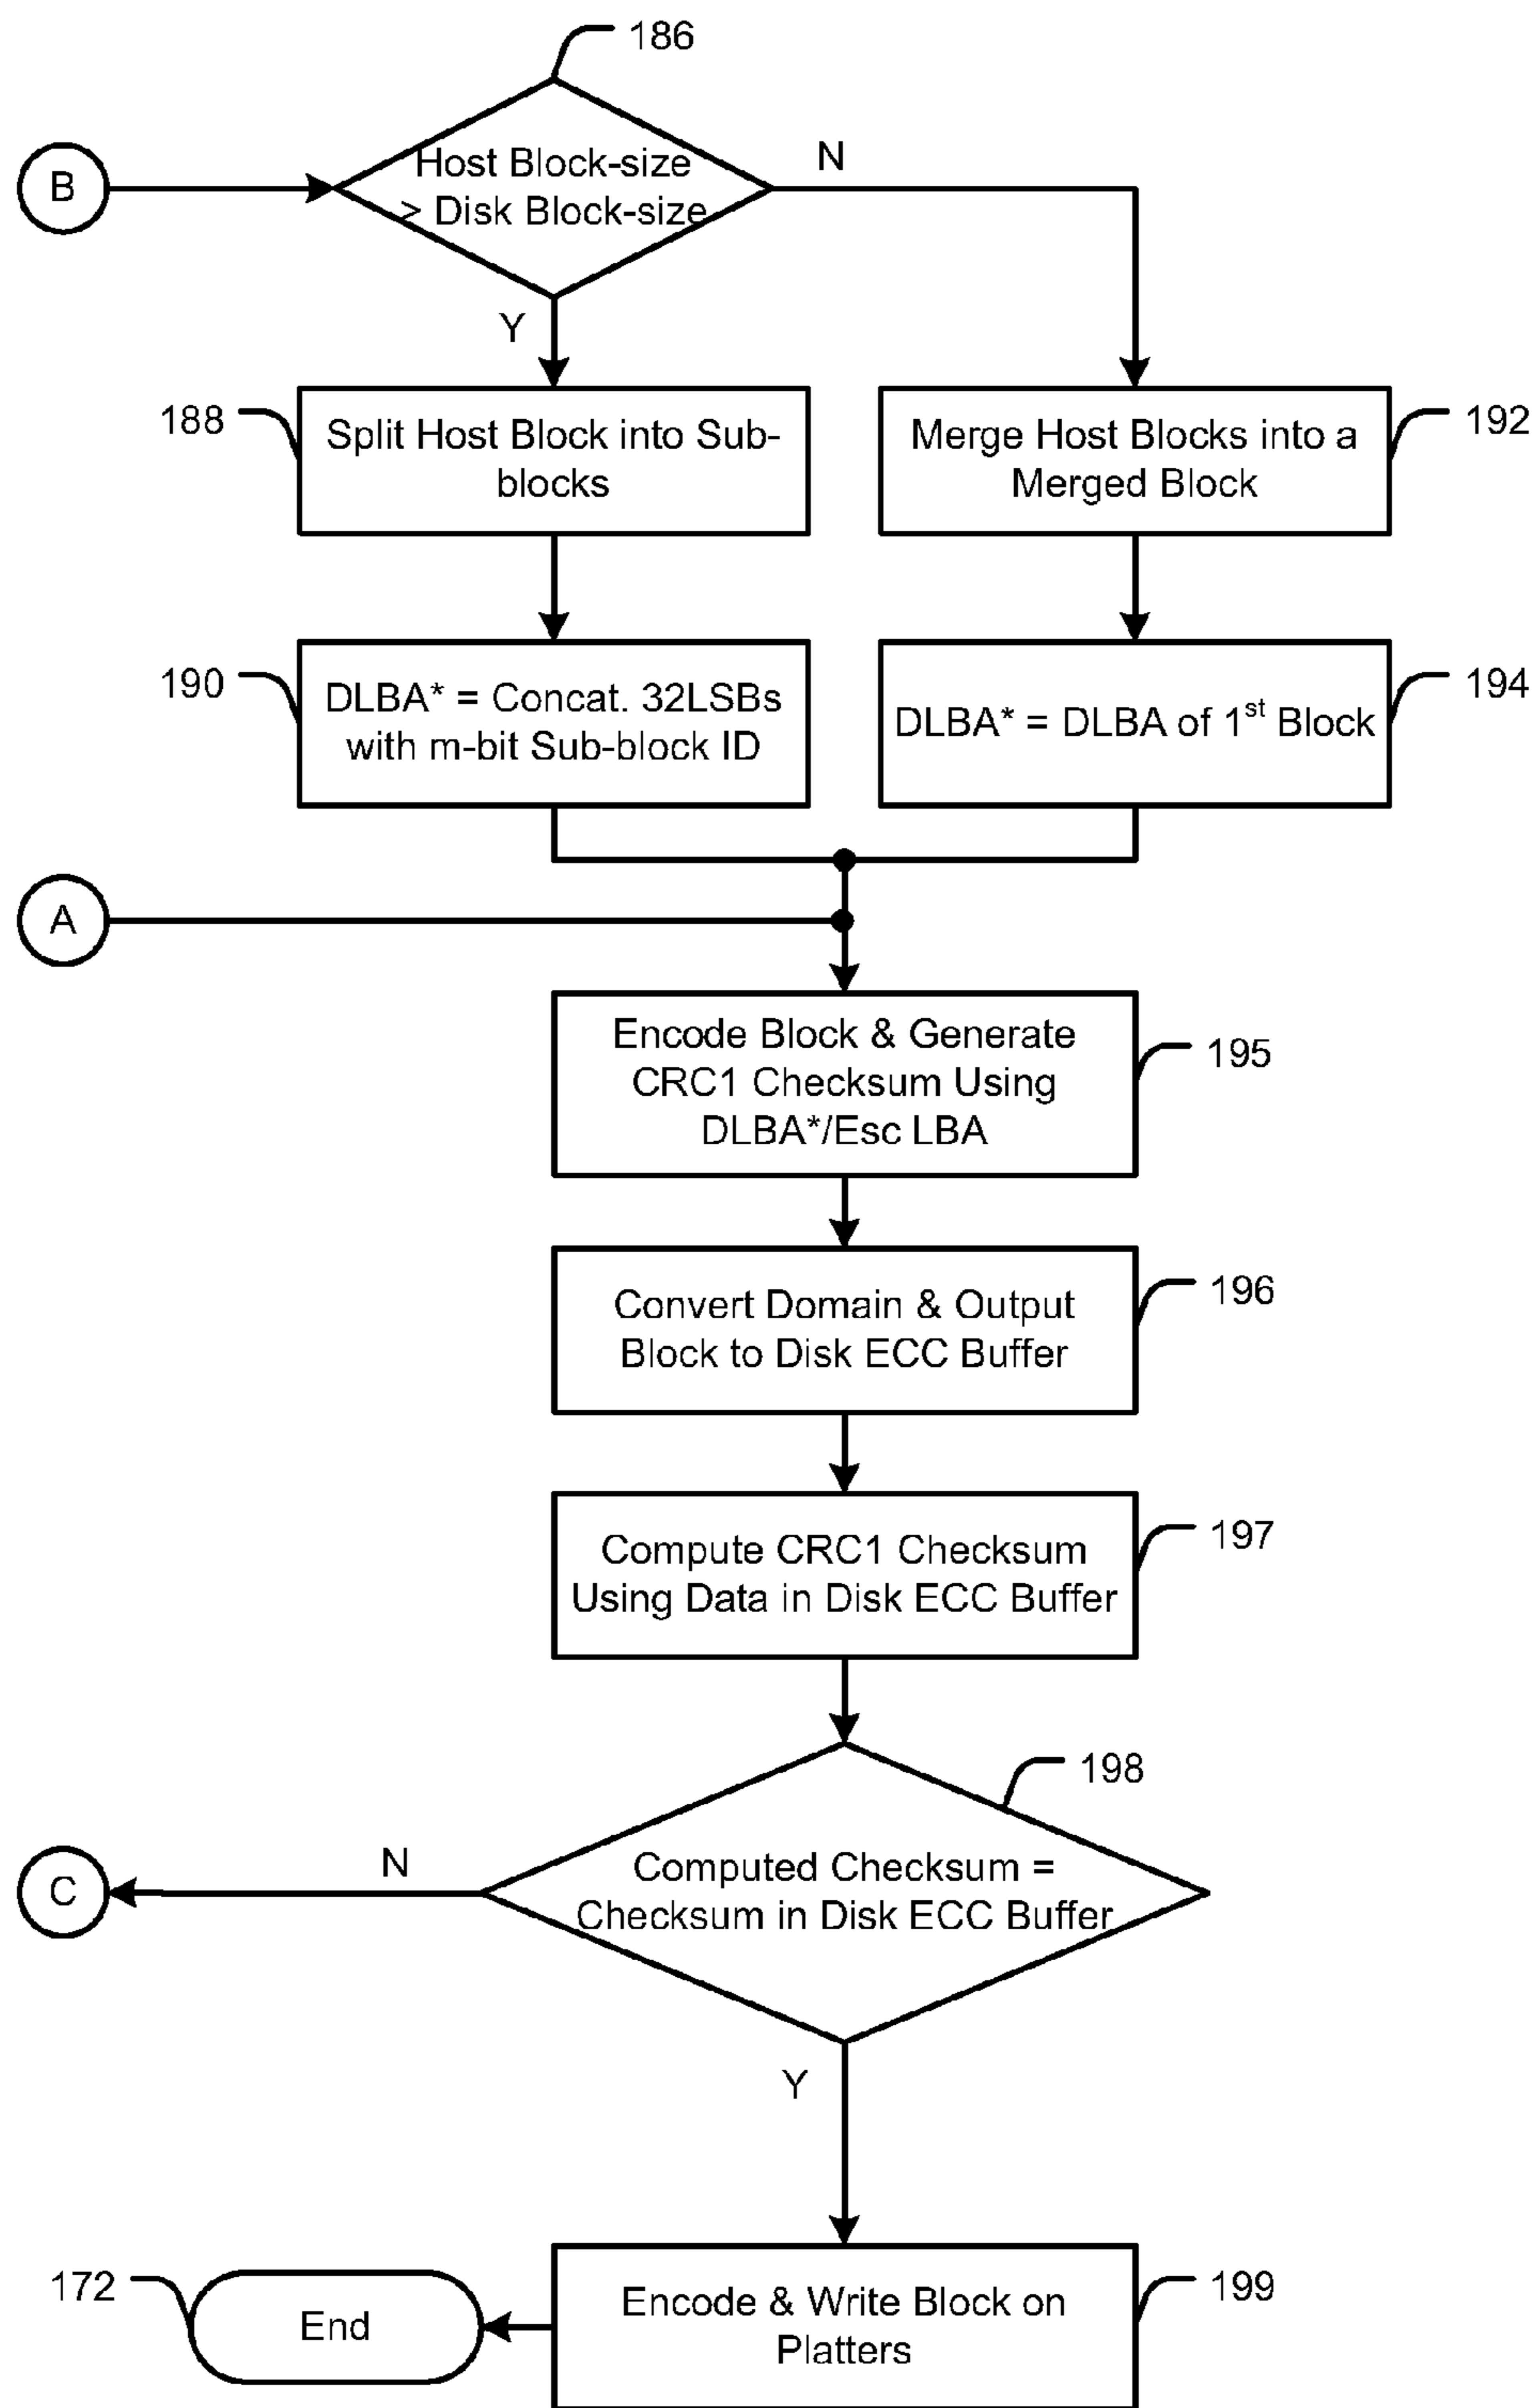 186
B
Host Block-size
> Disk Block-size
N
Y
188
Split Host Block into Sub-
blocks
Merge Host Blocks into a
Merged Block
192
190
DLBA* = Concat. 32LSBs
with m-bit Sub-block ID
DLBA* = DLBA of 1st Block
194
A
Encode Block & Generate
CRC1 Checksum Using
DLBA*/Esc LBA
195
Convert Domain & Output
Block to Disk ECC Buffer
196
Compute CRC1 Checksum
Using Data in Disk ECC Buffer
197
198
C
N
Computed Checksum =
Checksum in Disk ECC Buffer
Y
172
End
Encode & Write Block on
Platters
199